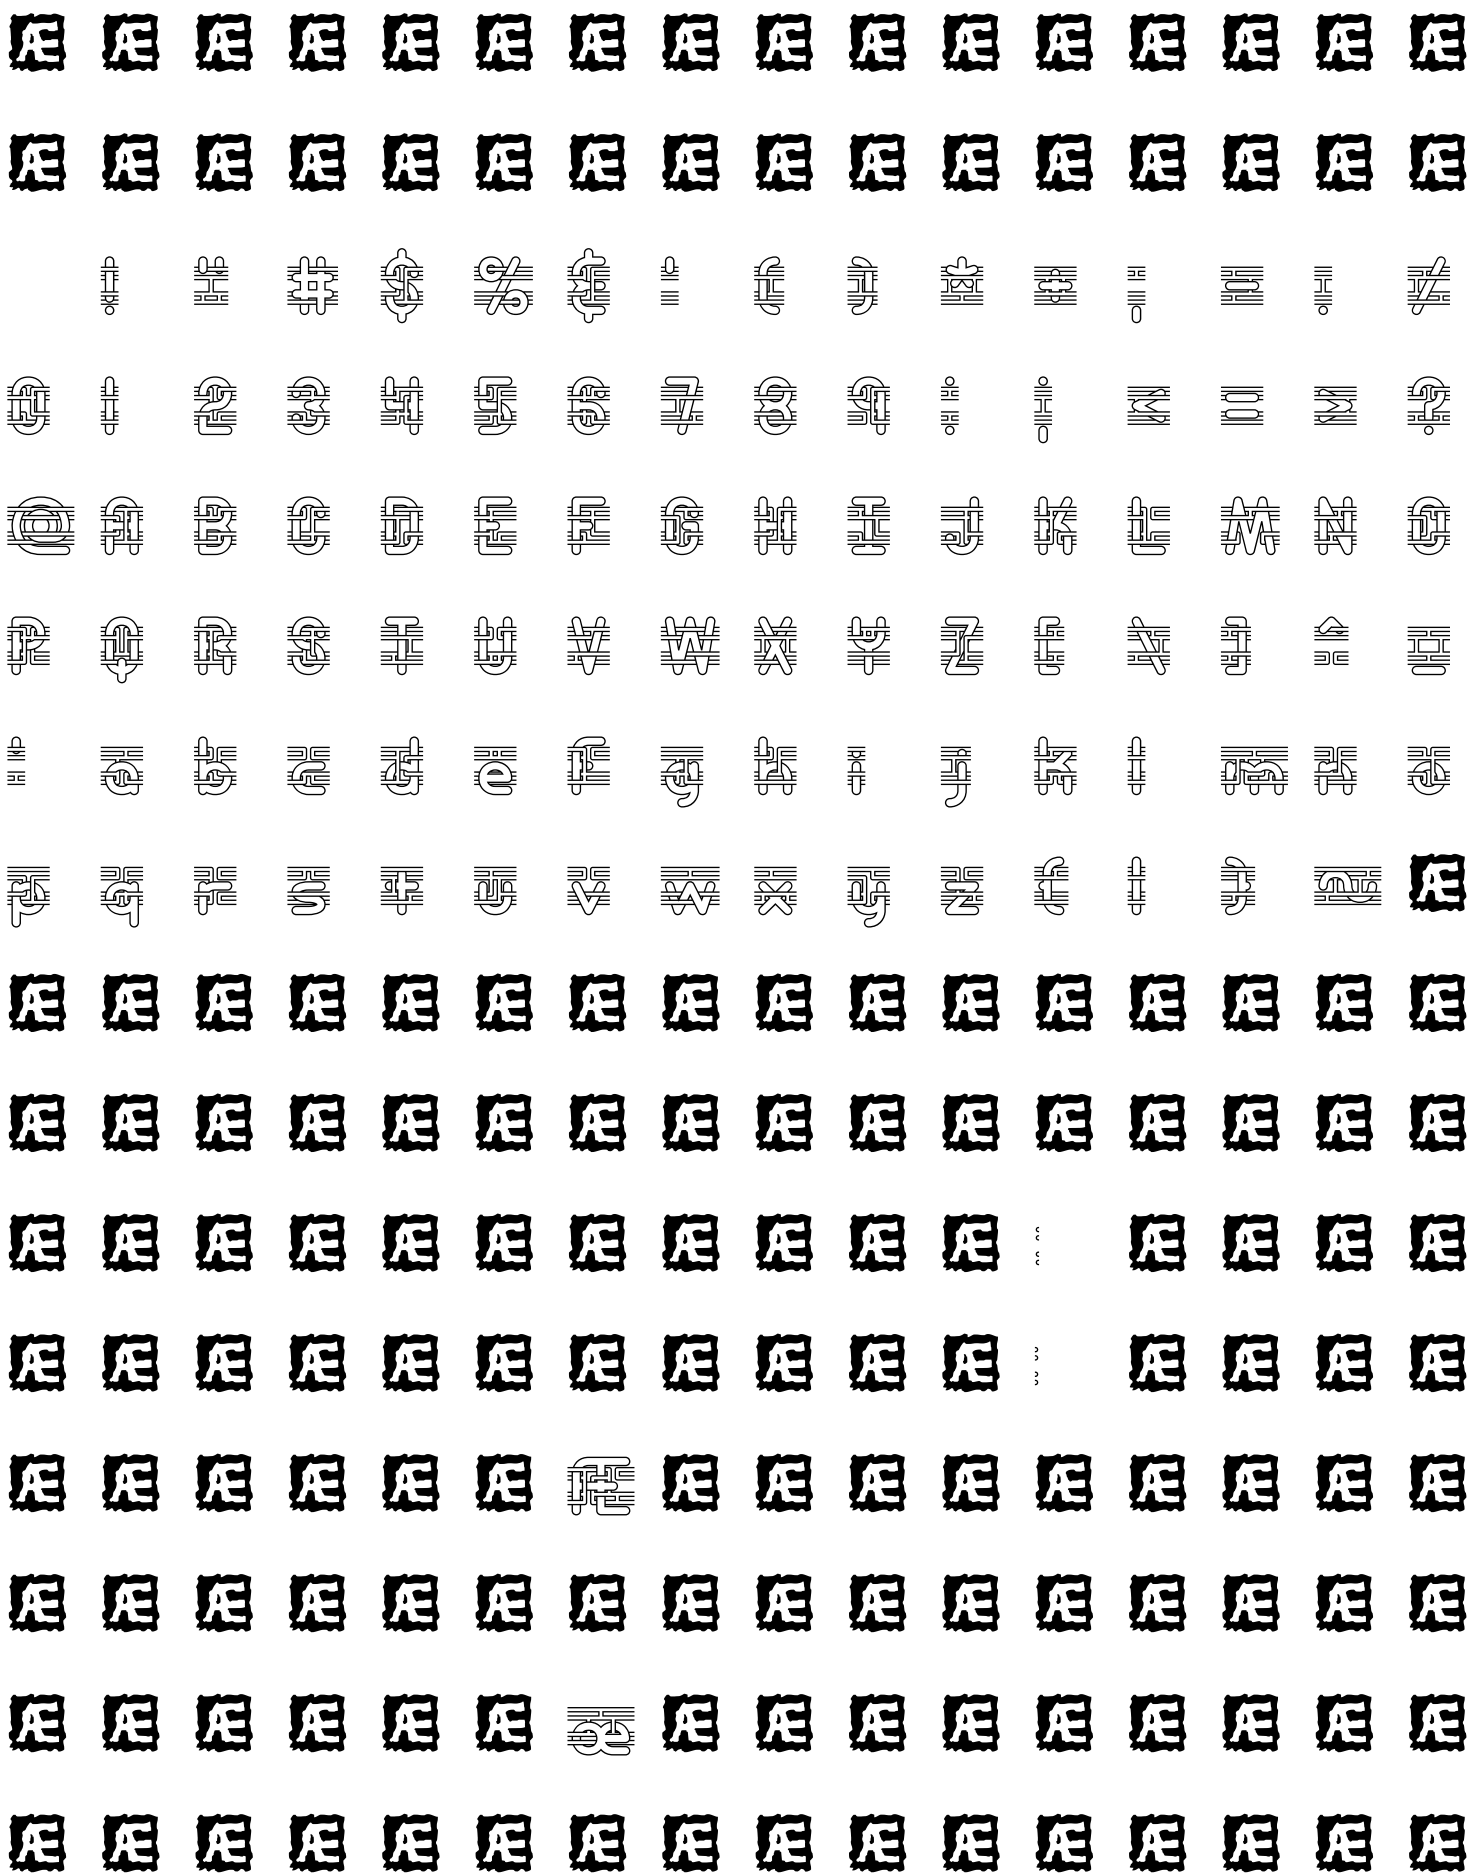 Æ Æ Æ Æ Æ Æ Æ Æ Æ Æ Æ Æ Æ Æ Æ Æ
Æ Æ Æ Æ Æ Æ Æ Æ Æ Æ Æ Æ Æ Æ Æ Æ
! " # $ % & ' ( ) * + , - . /
0 1 2 3 4 5 6 7 8 9 : ; < = > ?
@ A B C D E F G H I J K L M N O
P Q R S T U V W X Y Z [ \ ] ^ _
` a b c d e f g h i j k l m n o
p q r s t u v w x y z { | } ~ Æ
Æ Æ Æ Æ Æ Æ Æ Æ Æ Æ Æ Æ Æ Æ Æ Æ
Æ Æ Æ Æ Æ Æ Æ Æ Æ Æ Æ Æ Æ Æ Æ Æ
Æ Æ Æ Æ Æ Æ Æ Æ Æ Æ Æ Æ Æ Æ Æ
Æ Æ Æ Æ Æ Æ Æ Æ Æ Æ Æ Æ Æ Æ Æ
Æ Æ Æ Æ Æ Æ Æ Æ Æ Æ Æ Æ Æ Æ Æ Æ
Æ Æ Æ Æ Æ Æ Æ Æ Æ Æ Æ Æ Æ Æ Æ Æ
Æ Æ Æ Æ Æ Æ æ Æ Æ Æ Æ Æ Æ Æ Æ Æ
Æ Æ Æ Æ Æ Æ Æ Æ Æ Æ Æ Æ Æ Æ Æ Æ